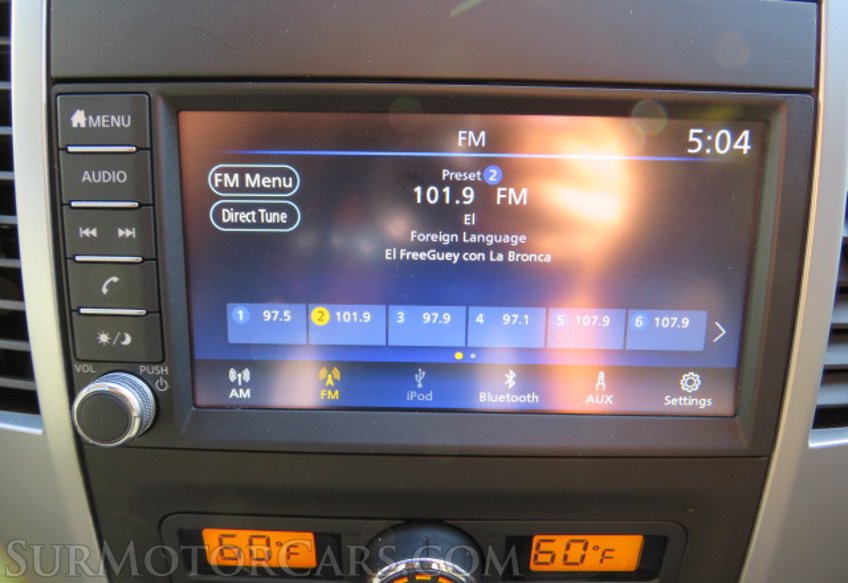 MENU
FM
5:04
AUDIO
FM Menu
Preset 2
101.9 FM
Direct Tune
El
Foreign Language
El FreeGuey con La Bronca
1 97.5
2 101.9
3 97.9
4 97.1
5 107.9
6 107.9
VOL
PUSH
AM
FM
iPod
Bluetooth
AUX
Settings
60°F
60°F
SURMOTORCARS.COM